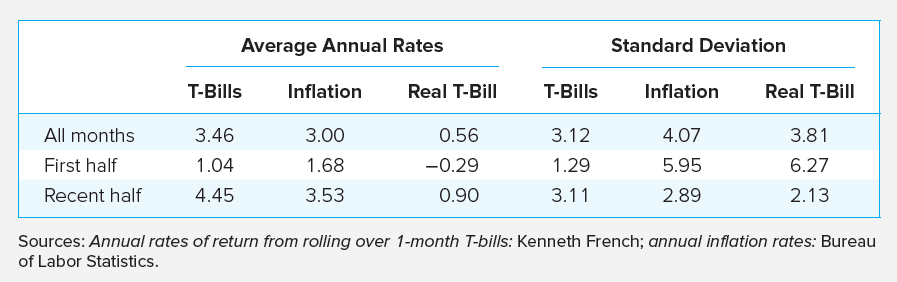 Average Annual Rates Standard Deviation
T-Bills Inflation Real T-Bill T-Bills Inflation Real T-Bill
All months 3.46 3.00 0.56 3.12 4.07 3.81
First half 1.04 1.68 −0.29 1.29 5.95 6.27
Recent half 4.45 3.53 0.90 3.11 2.89 2.13
Sources: Annual rates of return from rolling over 1-month T-bills: Kenneth French; annual inflation rates: Bureau
of Labor Statistics.